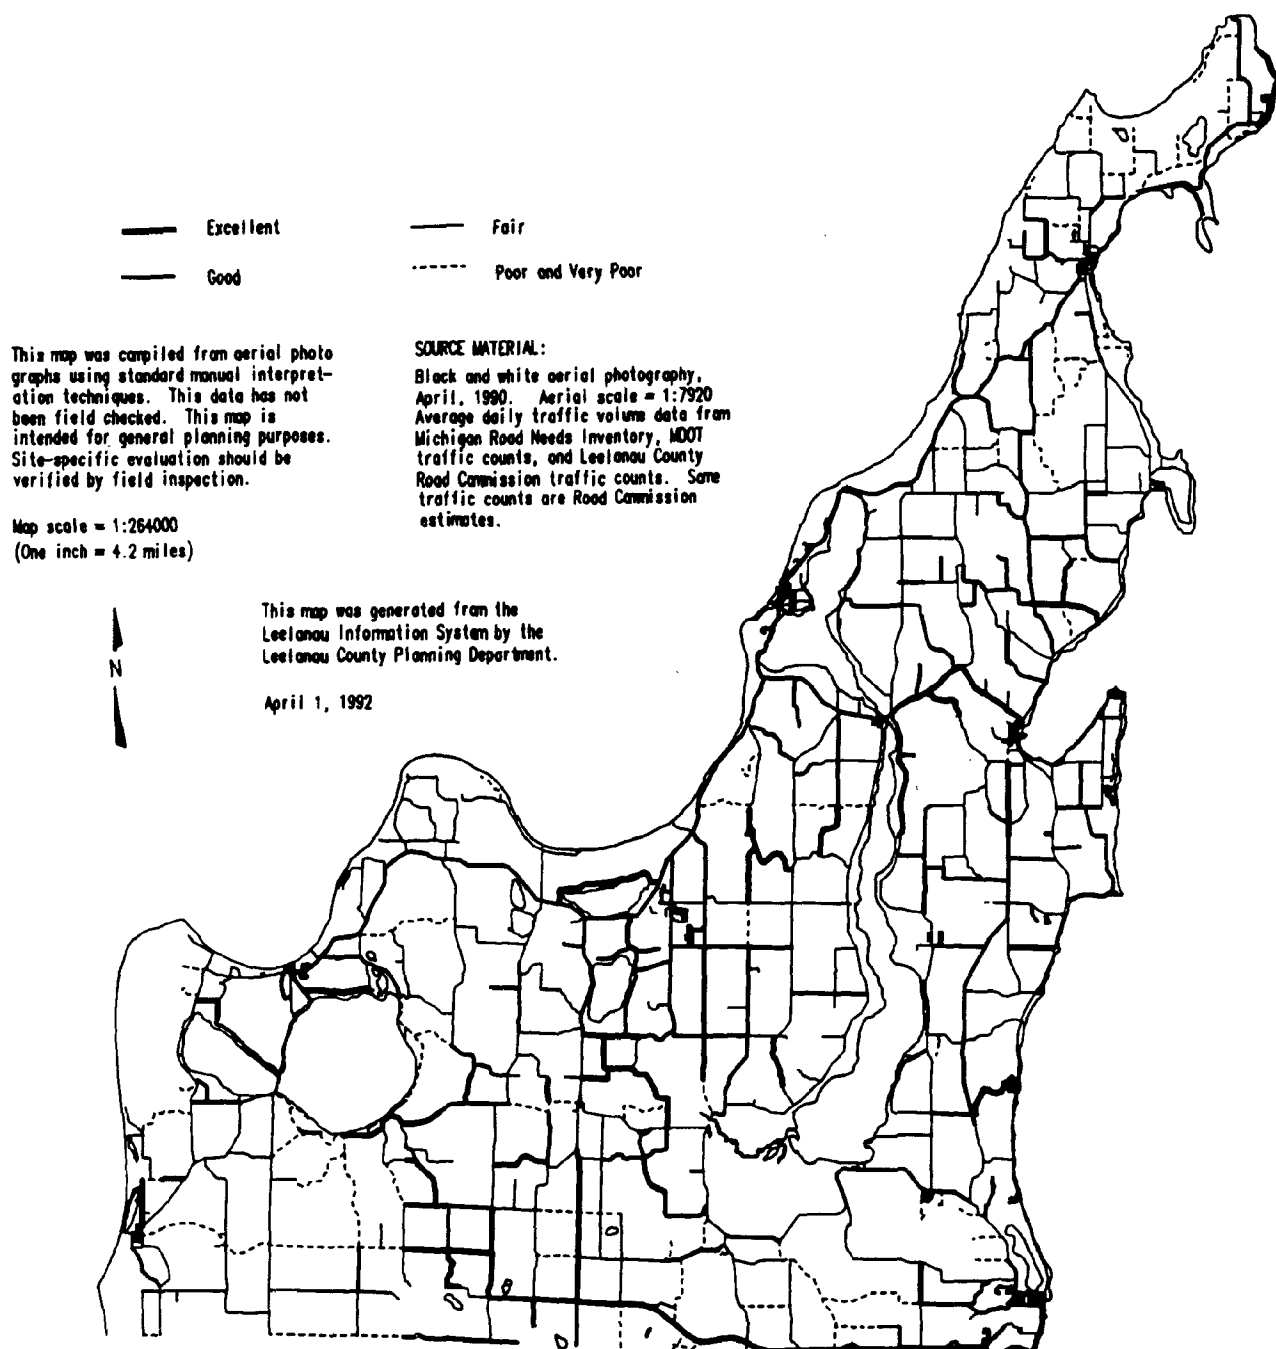 Excellent
Fair
Good
Poor and Very Poor
This map was compiled from aerial photo
graphs using standard manual interpret-
ation techniques. This data has not
been field checked. This map is
intended for general planning purposes.
Site-specific evaluation should be
verified by field inspection.
Map scale = 1:264000
(One inch = 4.2 miles)
SOURCE MATERIAL:
Black and white aerial photography,
April, 1990. Aerial scale = 1:7920
Average daily traffic volume data from
Michigan Road Needs Inventory, MDOT
traffic counts, and Leelanau County
Road Commission traffic counts. Some
traffic counts are Road Commission
estimates.
N
This map was generated from the
Leelanau Information System by the
Leelanau County Planning Department.
April 1, 1992